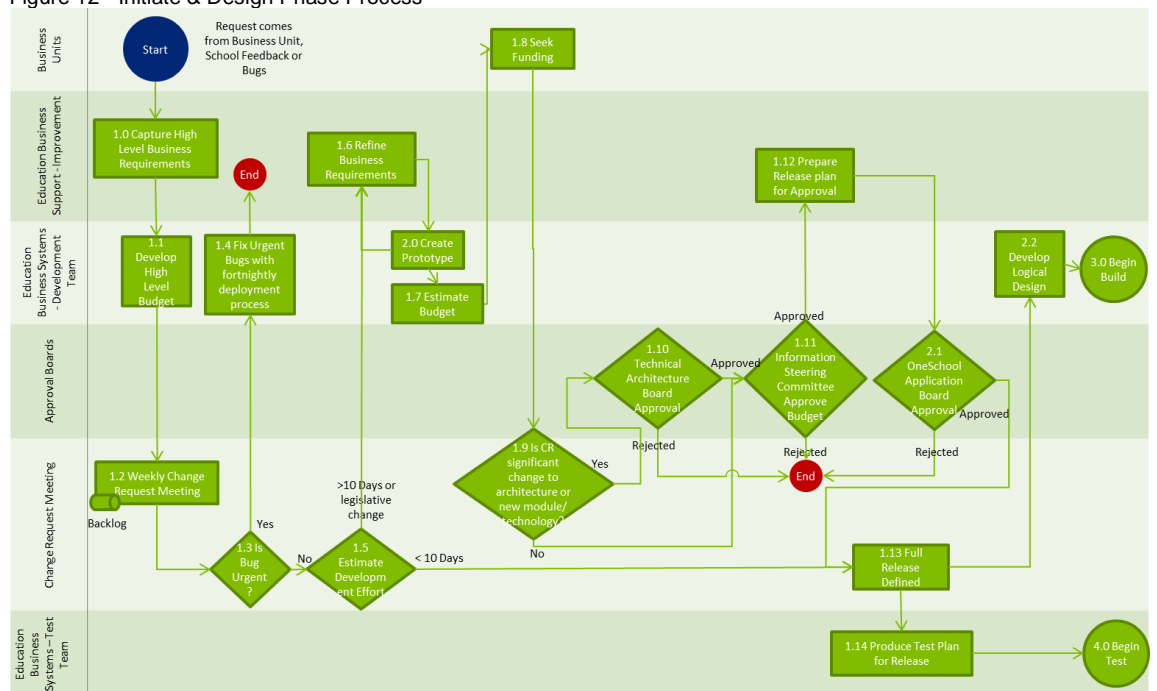 Figure 12 - Initiate & Design Phase Process
Business
Units
Start
Request comes
from Business Unit,
School Feedback or
Bugs
1.8 Seek
Funding
Education Business
Support - Improvement
1.0 Capture High
Level Business
Requirements
End
1.6 Refine
Business
Requirements
1.12 Prepare
Release plan
for Approval
Education
Business Systems
- Development
Team
1.1
Develop
High
Level
Budget
1.4 Fix Urgent
Bugs with
fortnightly
deployment
process
2.0 Create
Prototype
1.7 Estimate
Budget
2.2
Develop
Logical
Design
3.0 Begin
Build
Approval Boards
1.10
Technical
Architecture
Board
Approval
Approved
Rejected
Approved
1.11
Information
Steering
Committee
Approve
Budget
Rejected
2.1
OneSchool
Application
Board
Approval
Approved
Rejected
Change Request Meeting
1.2 Weekly Change
Request Meeting
Backlog
Yes
1.3 Is
Bug
Urgent
?
No
>10 Days or
legislative
change
1.5
Estimate
Developm
ent Effort
< 10 Days
1.9 Is CR
significant
change to
architecture or
new module/
technology?
Yes
No
End
1.13 Full
Release
Defined
Education
Business
Systems – Test
Team
1.14 Produce Test Plan
for Release
4.0 Begin
Test